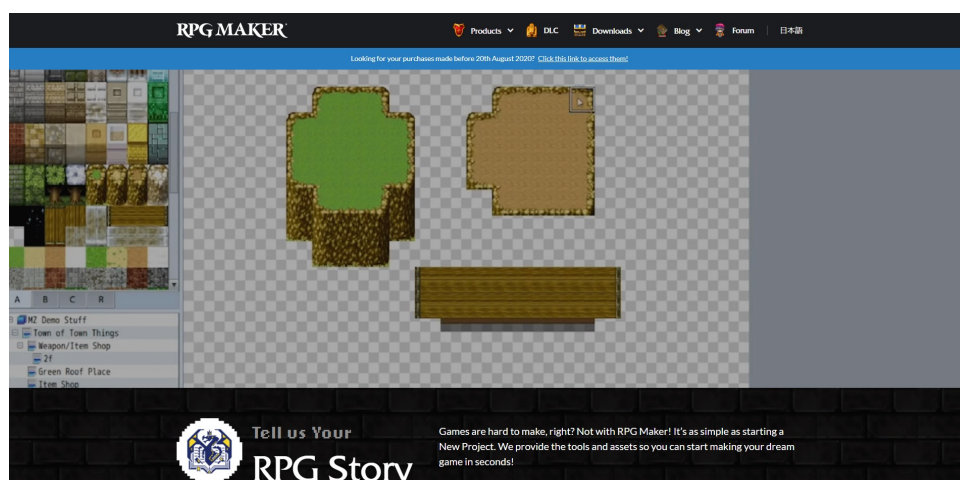 RPG MAKER
Products
DLC
Downloads
Blog
Forum
日本語
Looking for your purchases made before 20th August 2020? Click this link to access them!
A B C R
MZ Demo Stuff
Town of Town Things
Weapon/Item Shop
2f
Green Roof Place
Item Shop
Tell us Your
RPG Story
Games are hard to make, right? Not with RPG Maker! It's as simple as starting a
New Project. We provide the tools and assets so you can start making your dream
game in seconds!